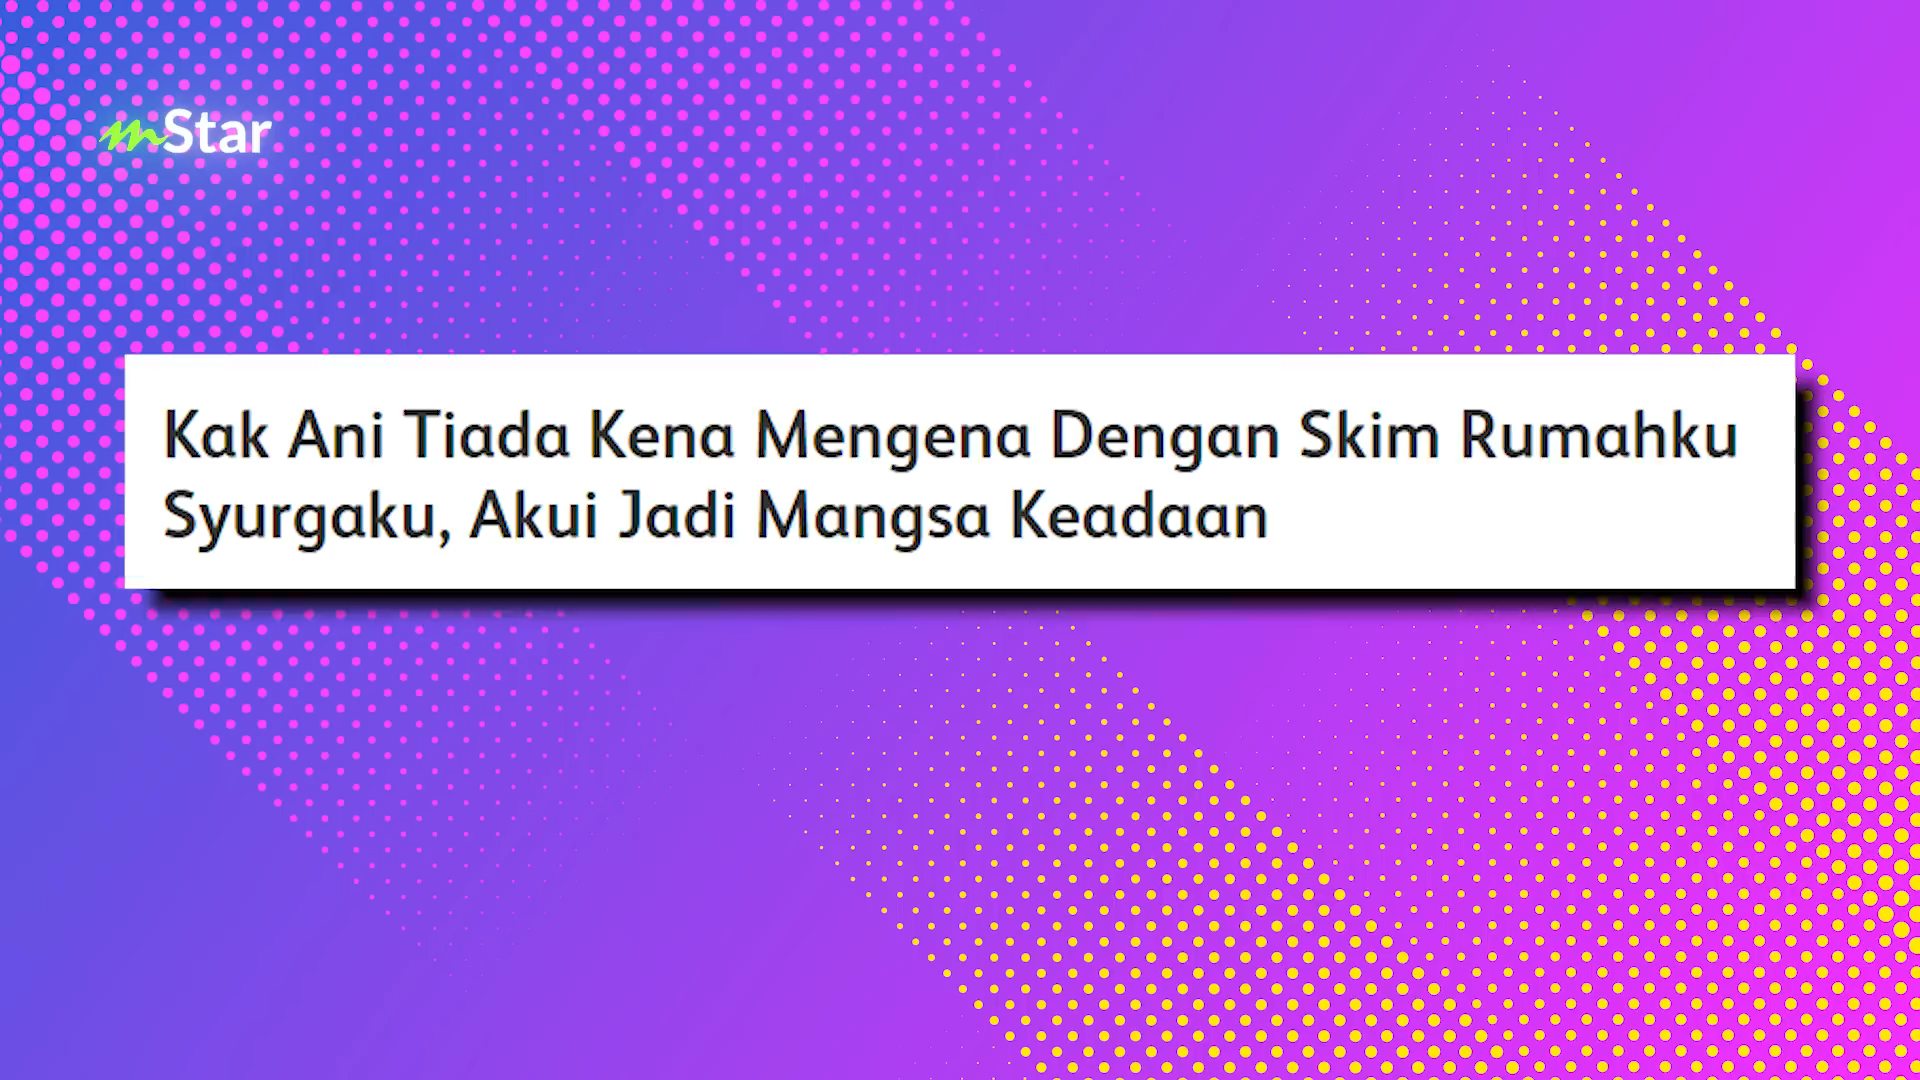 mStar
Kak Ani Tiada Kena Mengena Dengan Skim Rumahku
Syurgaku, Akui Jadi Mangsa Keadaan